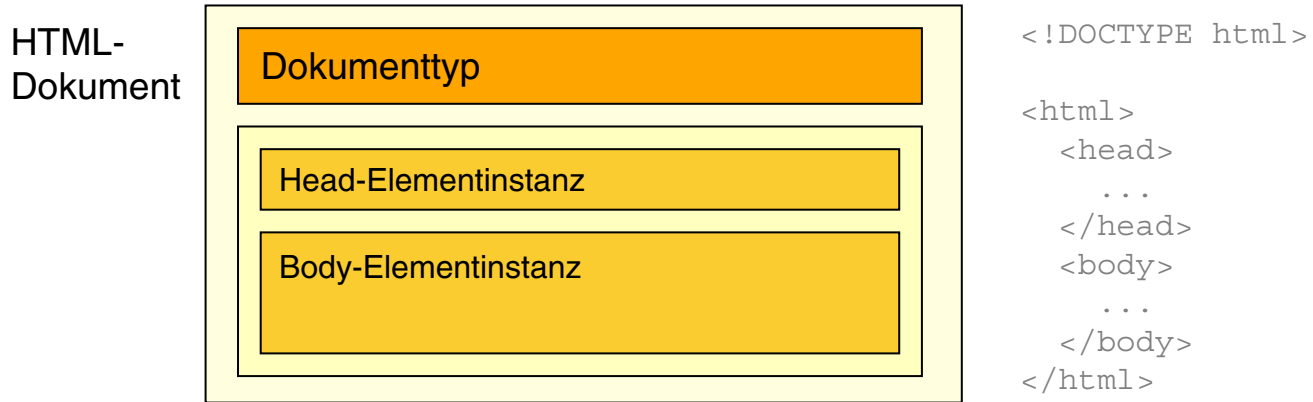 HTML-
Dokument
Dokumenttyp
Head-Elementinstanz
Body-Elementinstanz
<!DOCTYPE html>
<html>
<head>
...
</head>
<body>
...
</body>
</html>